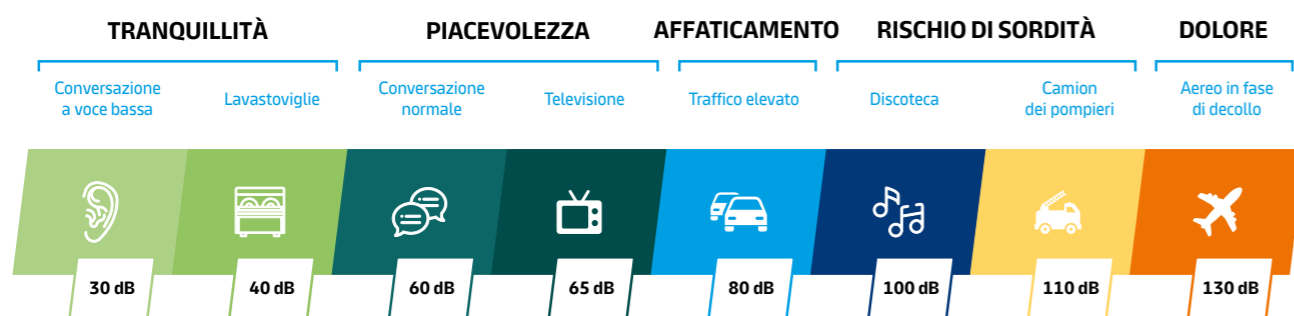 TRANQUILLITÀ
PIACEVOLEZZA
AFFATICAMENTO
RISCHIO DI SORDITÀ
DOLORE
Conversazione
a voce bassa
Lavastoviglie
Conversazione
normale
Televisione
Traffico elevato
Discoteca
Camion
dei pompieri
Aereo in fase
di decollo
30 dB
40 dB
60 dB
65 dB
80 dB
100 dB
110 dB
130 dB